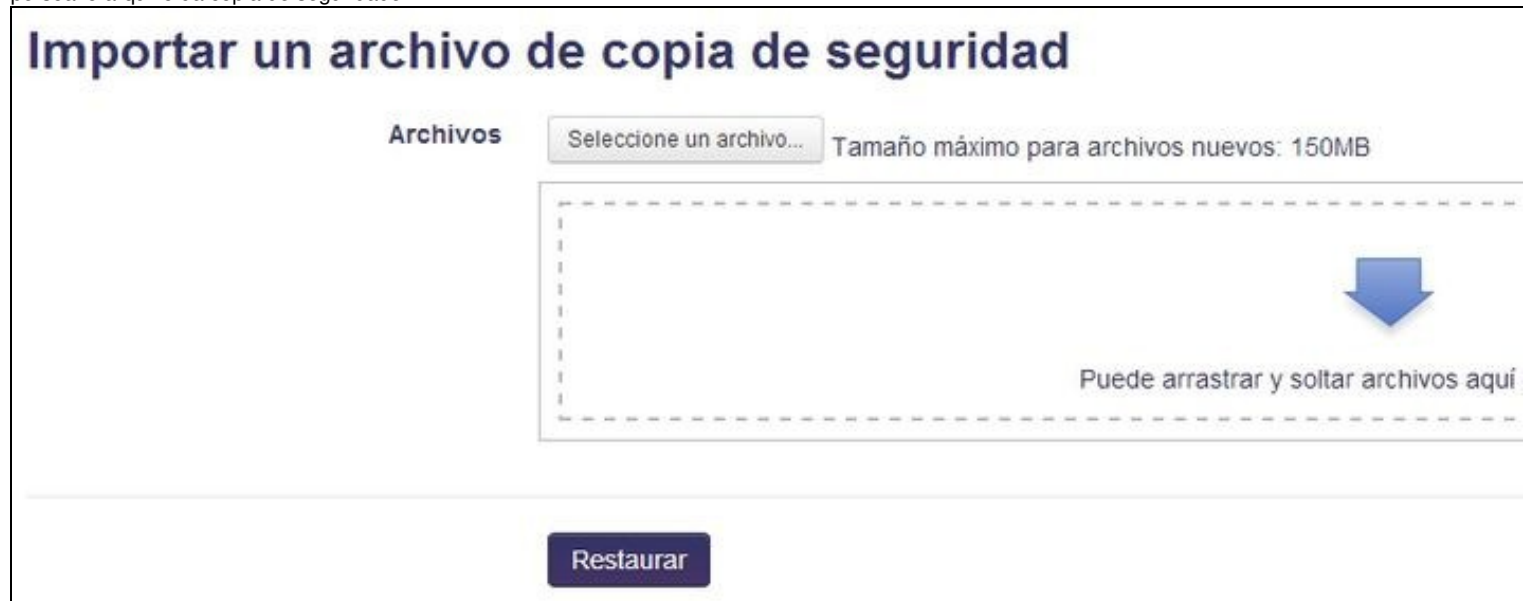 Importar un archivo de copia de seguridad
Archivos
Seleccione un archivo... Tamaño máximo para archivos nuevos: 150MB
Puede arrastrar y soltar archivos aquí
Restaurar